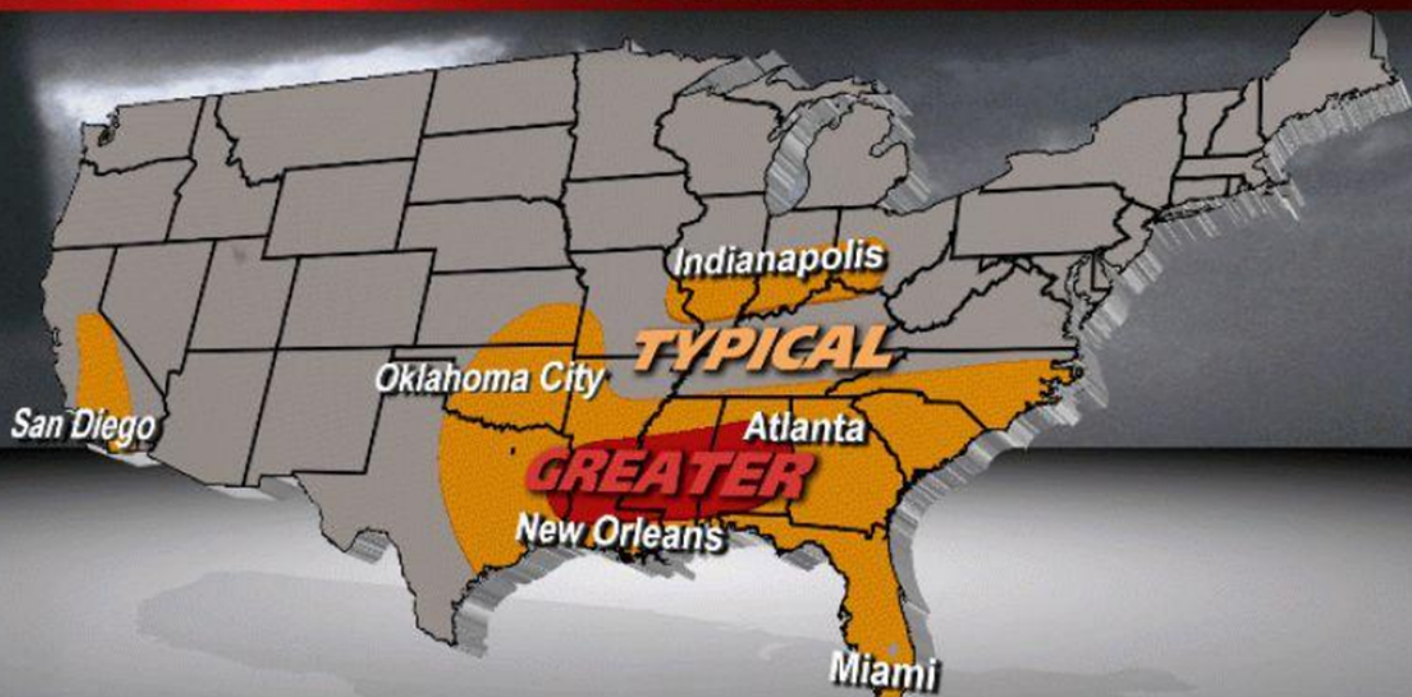 Indianapolis
TYPICAL
Oklahoma City
San Diego
Atlanta
GREATER
New Orleans
Miami